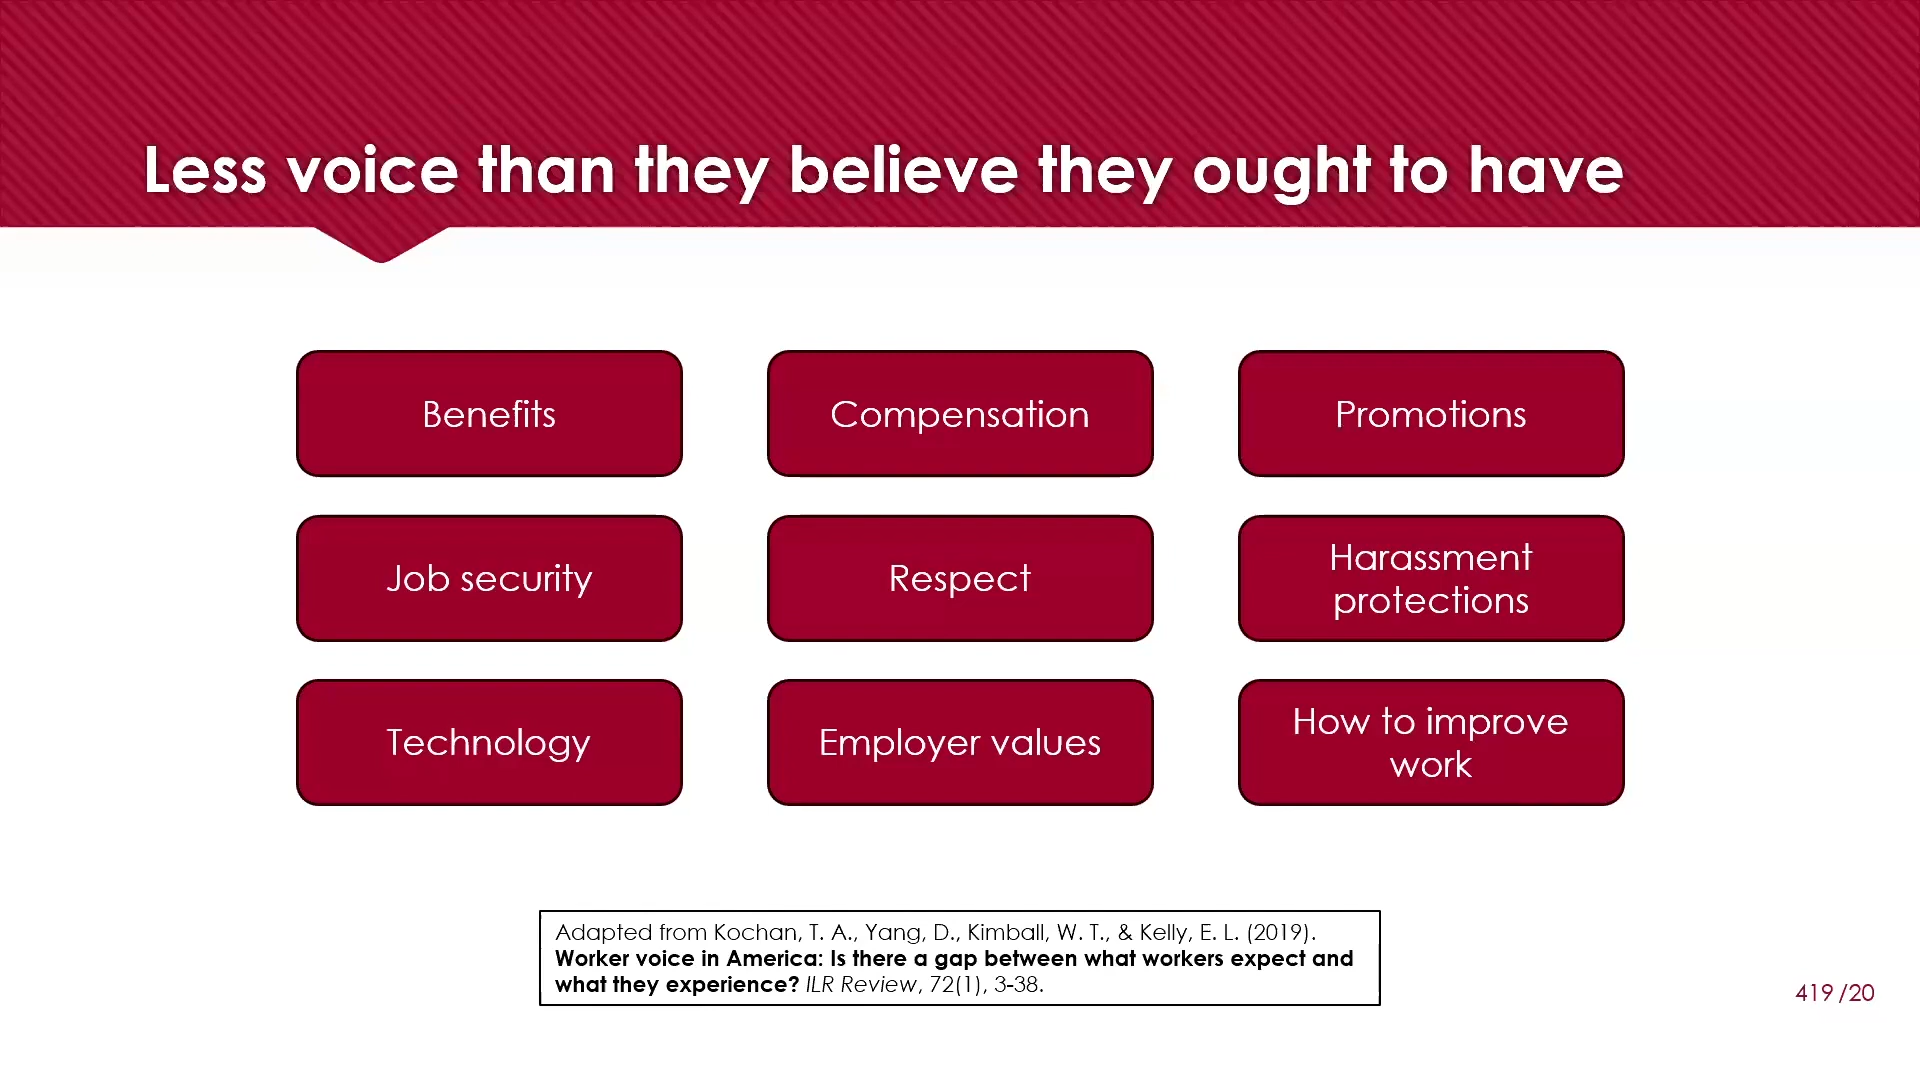 Less voice than they believe they ought to have
Benefits
Compensation
Promotions
Job security
Respect
Harassment
protections
Technology
Employer values
How to improve
work
Adapted from Kochan, T. A., Yang, D., Kimball, W. T., & Kelly, E. L. (2019).
Worker voice in America: Is there a gap between what workers expect and
what they experience? ILR Review, 72(1), 3-38.
419 /20